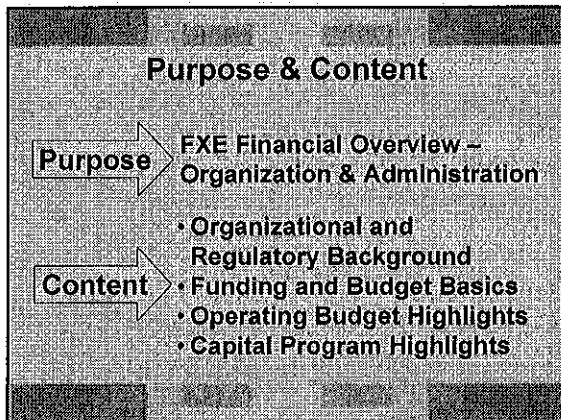 Purpose & Content
Purpose
FXE Financial Overview –
Organization & Administration
Content
• Organizational and
Regulatory Background
• Funding and Budget Basics
• Operating Budget Highlights
• Capital Program Highlights